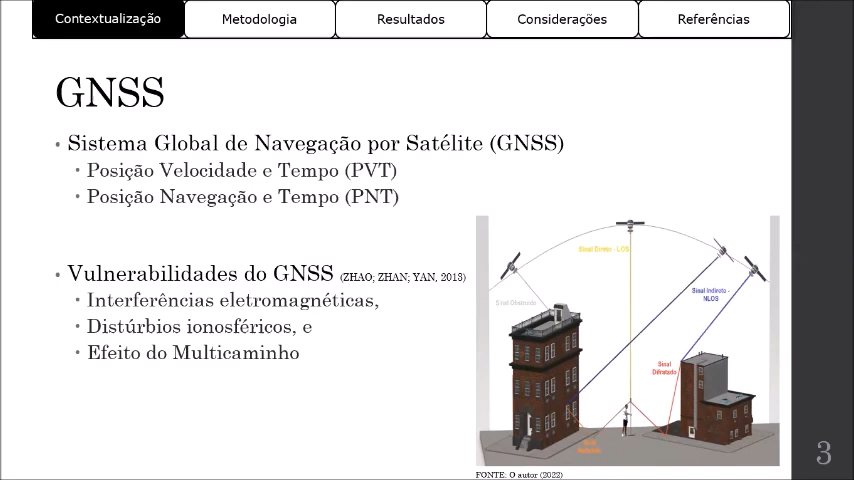 Contextualização
Metodologia
Resultados
Considerações
Referências
GNSS
• Sistema Global de Navegação por Satélite (GNSS)
• Posição Velocidade e Tempo (PVT)
• Posição Navegação e Tempo (PNT)
• Vulnerabilidades do GNSS (ZHAO; ZHAN; YAN, 2013)
• Interferências eletromagnéticas,
• Distúrbios ionosféricos, e
• Efeito do Multicaminho
Sinal Direto - LOS
Sinal Indireto -
NLOS
Sinal Obstruído
Sinal
Difratado
Sinal
FONTE: O autor (2022)
3